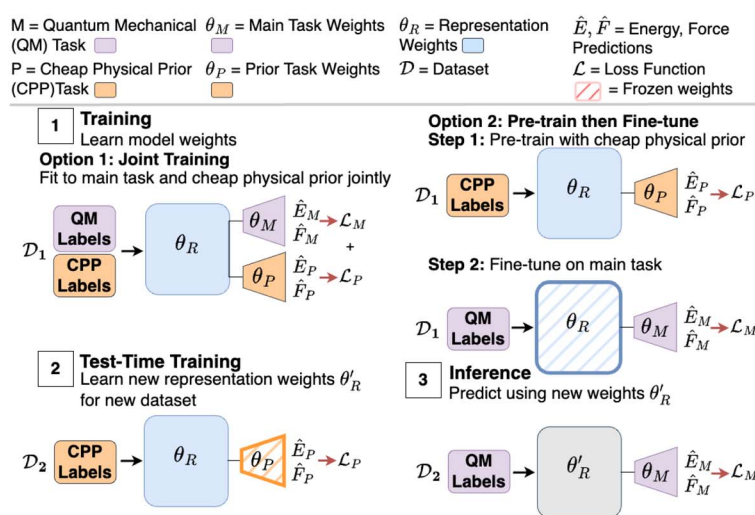 M = Quantum Mechanical (QM) Task
θ_M = Main Task Weights
θ_R = Representation Weights
Ê, F̂ = Energy, Force Predictions
P = Cheap Physical Prior (CPP)Task
θ_P = Prior Task Weights
𝒟 = Dataset
ℒ = Loss Function
= Frozen weights
1 Training
Learn model weights
Option 1: Joint Training
Fit to main task and cheap physical prior jointly
𝒟_1
QM
Labels
CPP
Labels
θ_R
θ_M
Ê_M
F̂_M
ℒ_M
+
θ_P
Ê_P
F̂_P
ℒ_P
Option 2: Pre-train then Fine-tune
Step 1: Pre-train with cheap physical prior
𝒟_1
CPP
Labels
θ_R
θ_P
Ê_P
F̂_P
ℒ_P
Step 2: Fine-tune on main task
𝒟_1
QM
Labels
θ_R
θ_M
Ê_M
F̂_M
ℒ_M
2 Test-Time Training
Learn new representation weights θ′_R
for new dataset
𝒟_2
CPP
Labels
θ_R
θ_P
Ê_P
F̂_P
ℒ_P
3 Inference
Predict using new weights θ′_R
𝒟_2
QM
Labels
θ′_R
θ_M
Ê_M
F̂_M
ℒ_M